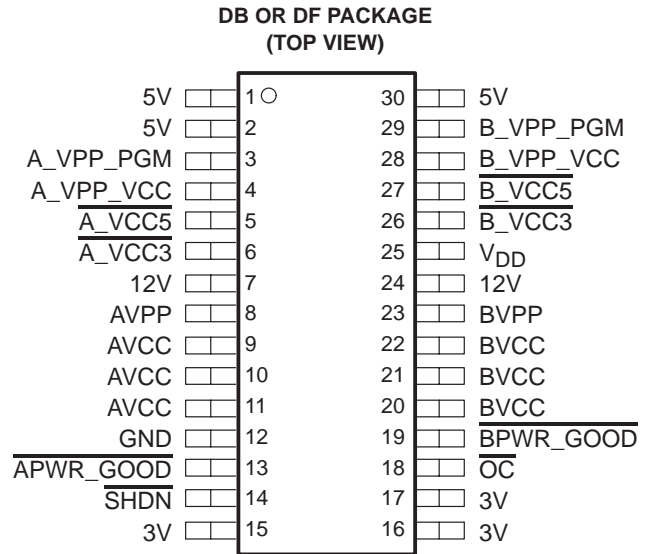 DB OR DF PACKAGE
(TOP VIEW)
5V 1 30 5V
5V 2 29 B_VPP_PGM
A_VPP_PGM 3 28 B_VPP_VCC
A_VPP_VCC 4 27 B_VCC5
A_VCC5 5 26 B_VCC3
A_VCC3 6 25 VDD
12V 7 24 12V
AVPP 8 23 BVPP
AVCC 9 22 BVCC
AVCC 10 21 BVCC
AVCC 11 20 BVCC
GND 12 19 BPWR_GOOD
APWR_GOOD 13 18 OC
SHDN 14 17 3V
3V 15 16 3V